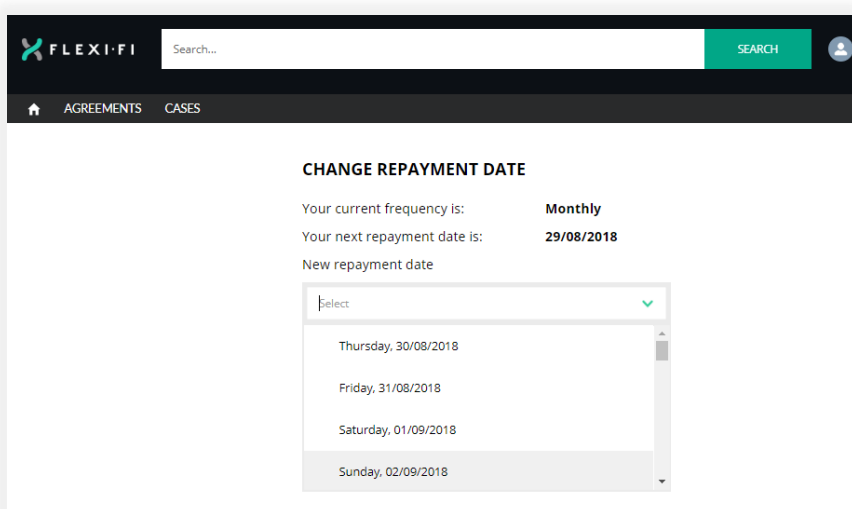 FLEXI·FI Search... SEARCH
AGREEMENTS CASES
CHANGE REPAYMENT DATE
Your current frequency is: Monthly
Your next repayment date is: 29/08/2018
New repayment date
Select
Thursday, 30/08/2018
Friday, 31/08/2018
Saturday, 01/09/2018
Sunday, 02/09/2018